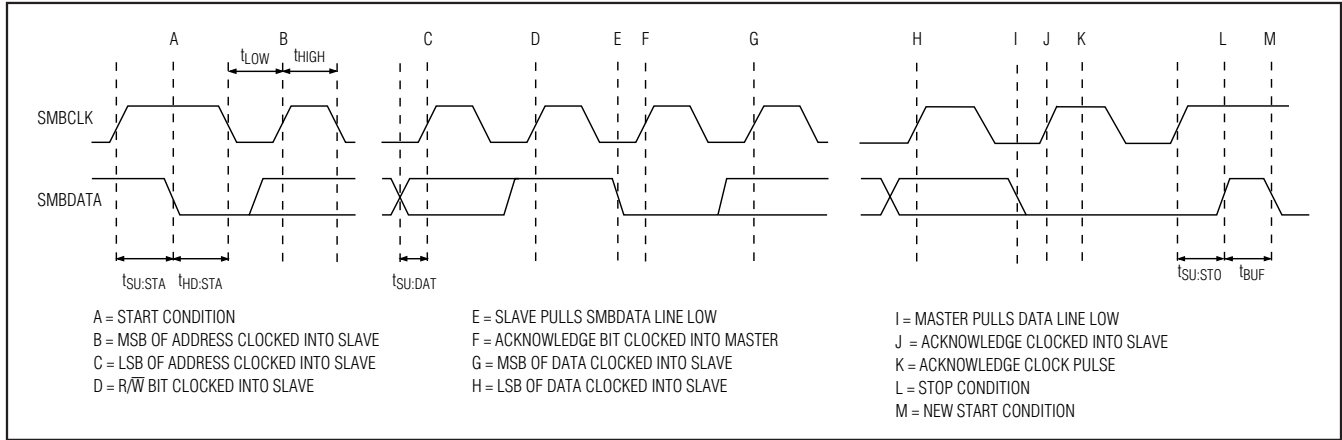 A B C D E F G H I J K L M
tLOW tHIGH
SMBCLK
SMBDATA
tSU:STA tHD:STA tSU:DAT tSU:STO tBUF
A = START CONDITION
B = MSB OF ADDRESS CLOCKED INTO SLAVE
C = LSB OF ADDRESS CLOCKED INTO SLAVE
D = R/W̅ BIT CLOCKED INTO SLAVE
E = SLAVE PULLS SMBDATA LINE LOW
F = ACKNOWLEDGE BIT CLOCKED INTO MASTER
G = MSB OF DATA CLOCKED INTO SLAVE
H = LSB OF DATA CLOCKED INTO SLAVE
I = MASTER PULLS DATA LINE LOW
J = ACKNOWLEDGE CLOCKED INTO SLAVE
K = ACKNOWLEDGE CLOCK PULSE
L = STOP CONDITION
M = NEW START CONDITION